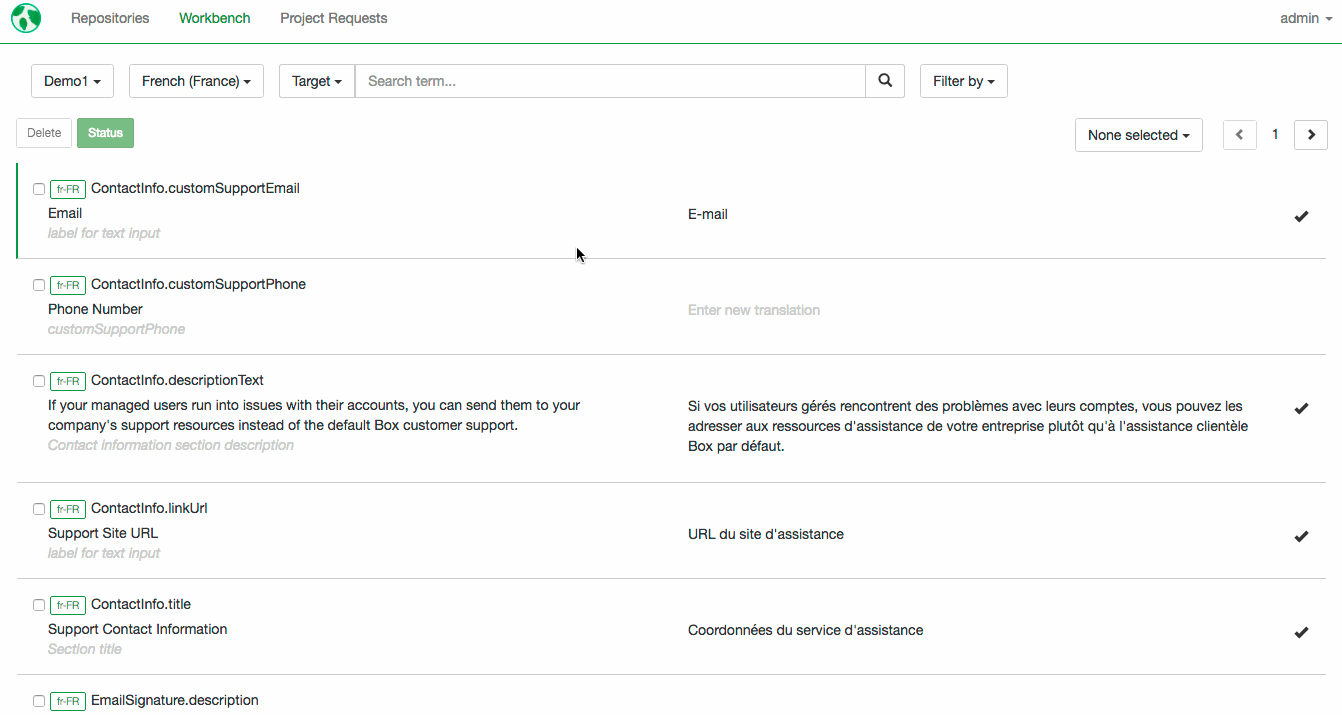 Repositories Workbench Project Requests admin
Demo1 French (France) Target Search term... Filter by
Delete Status None selected 1
fr-FR ContactInfo.customSupportEmail
Email E-mail
label for text input
fr-FR ContactInfo.customSupportPhone
Phone Number Enter new translation
customSupportPhone
fr-FR ContactInfo.descriptionText
If your managed users run into issues with their accounts, you can send them to your
company's support resources instead of the default Box customer support.
Contact information section description
Si vos utilisateurs gérés rencontrent des problèmes avec leurs comptes, vous pouvez les
adresser aux ressources d'assistance de votre entreprise plutôt qu'à l'assistance clientèle
Box par défaut.
fr-FR ContactInfo.linkUrl
Support Site URL URL du site d'assistance
label for text input
fr-FR ContactInfo.title
Support Contact Information Coordonnées du service d'assistance
Section title
fr-FR EmailSignature.description